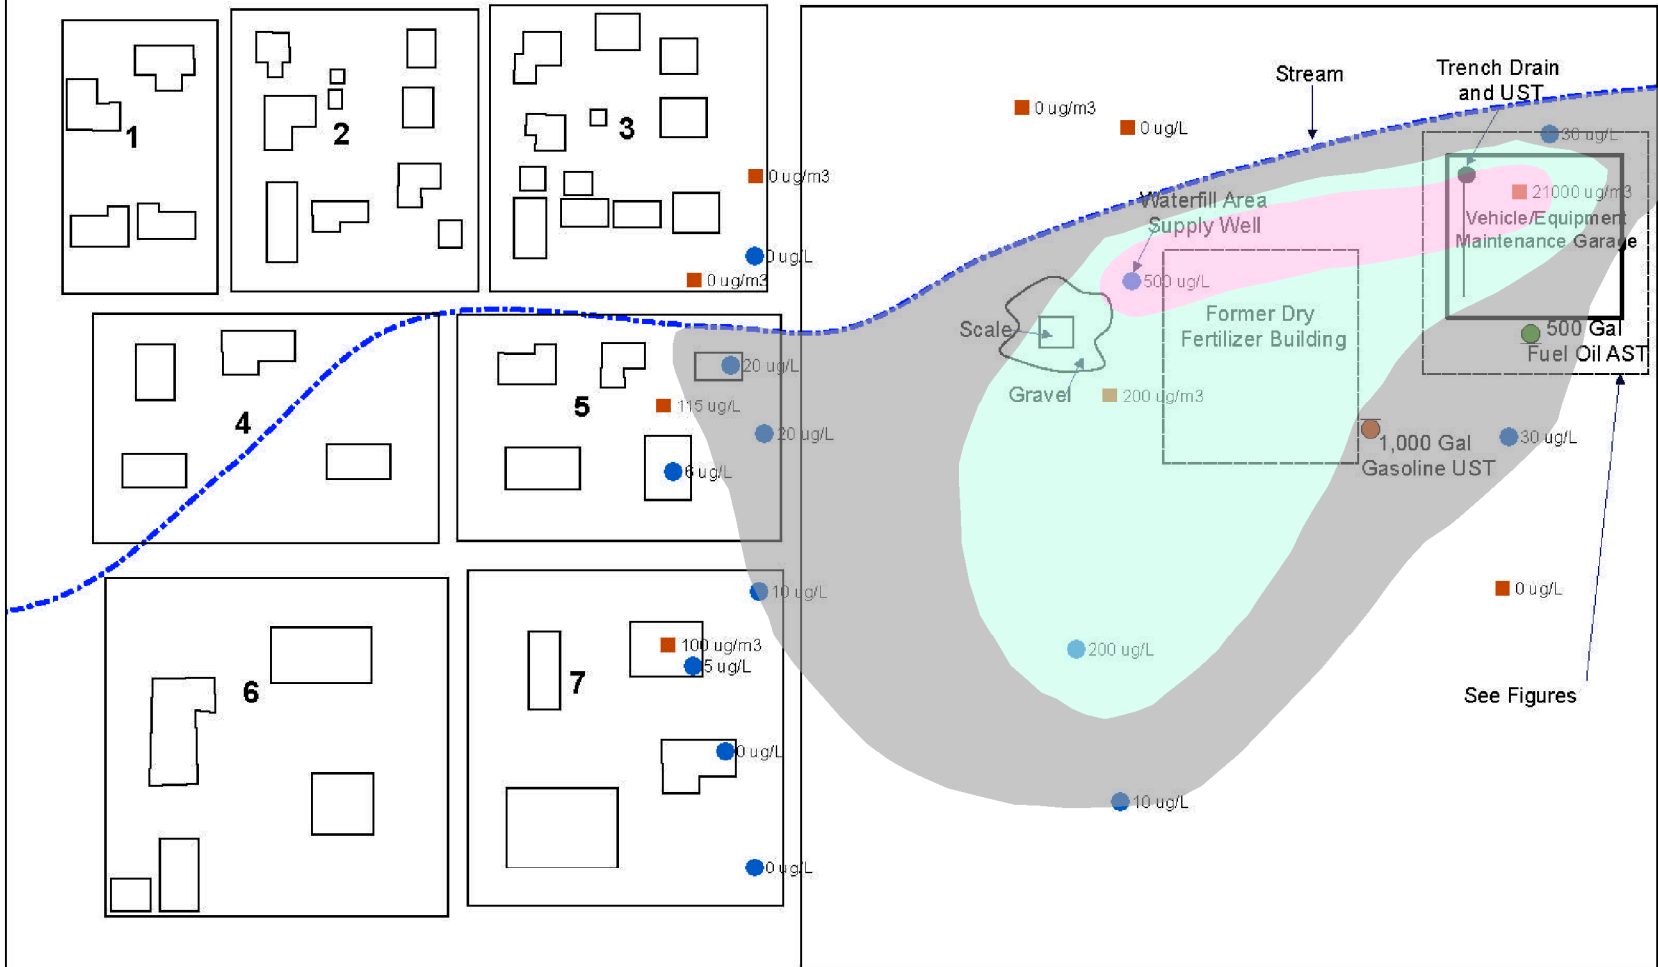 Stream
Trench Drain
and UST
0 ug/m3
0 ug/L
30 ug/L
1
2
3
0 ug/m3
Waterfill Area
Supply Well
21000 ug/m3
Vehicle/Equipment
Maintenance Garage
0 ug/L
0 ug/m3
500 ug/L
Former Dry
Fertilizer Building
Scale
500 Gal
Fuel Oil AST
20 ug/L
Gravel
200 ug/m3
4
5
115 ug/L
20 ug/L
30 ug/L
1,000 Gal
Gasoline UST
6 ug/L
10 ug/L
0 ug/L
100 ug/m3
5 ug/L
200 ug/L
6
7
See Figures
0 ug/L
10 ug/L
0 ug/L